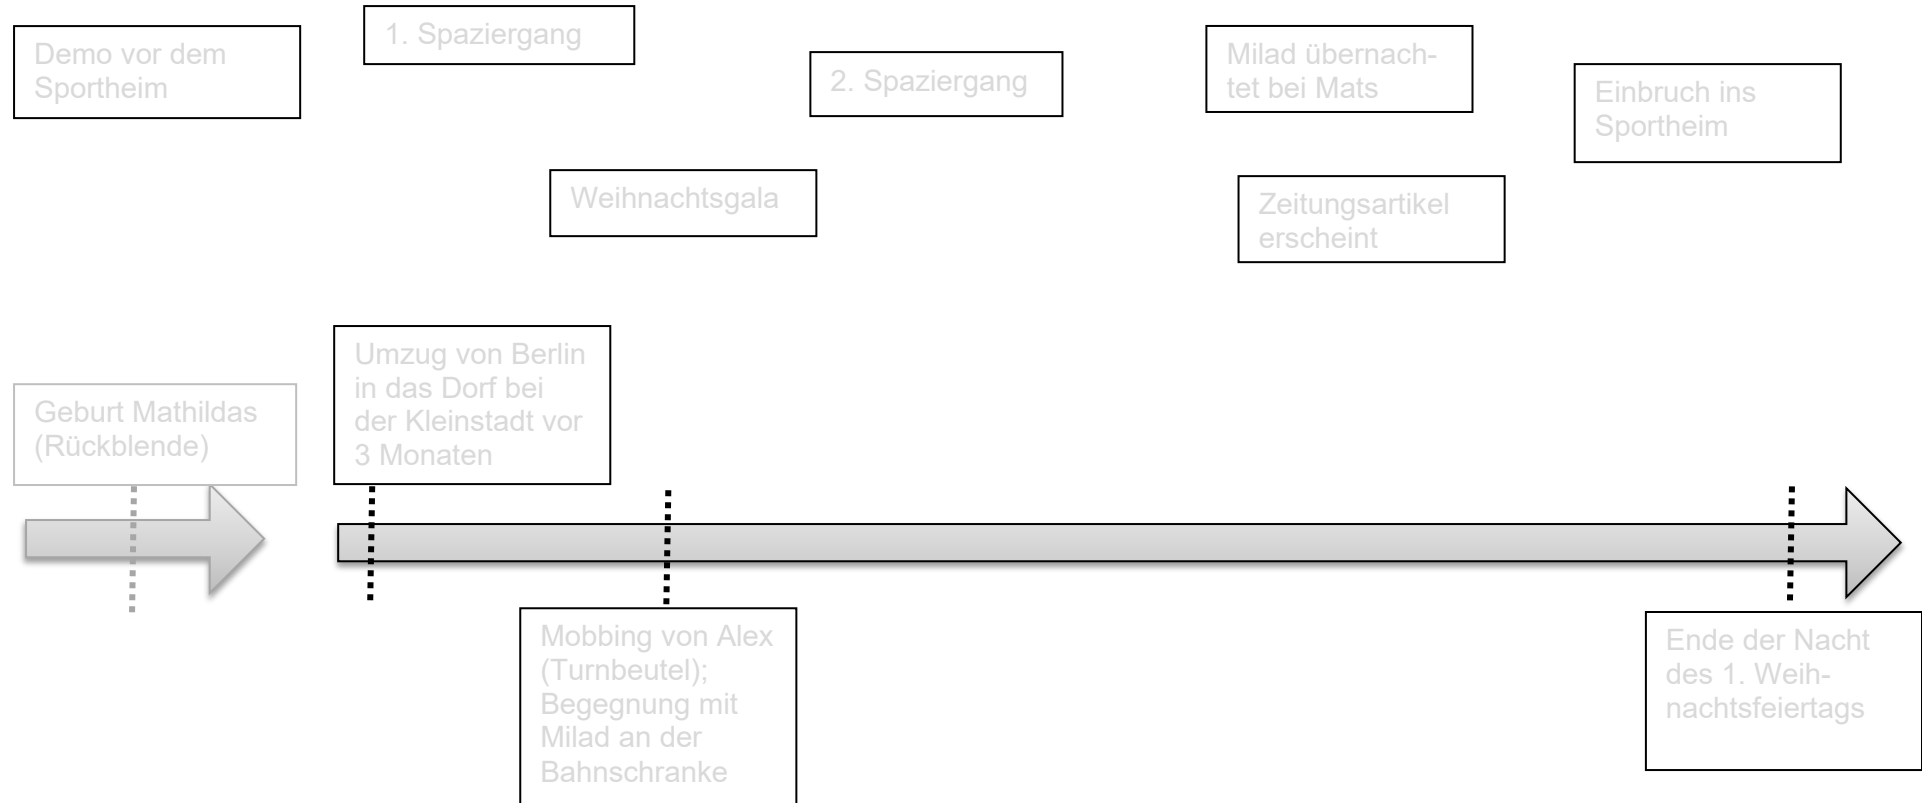 Demo vor dem
Sportheim
1. Spaziergang
2. Spaziergang
Milad übernach-
tet bei Mats
Einbruch ins
Sportheim
Weihnachtsgala
Zeitungsartikel
erscheint
Geburt Mathildas
(Rückblende)
Umzug von Berlin
in das Dorf bei
der Kleinstadt vor
3 Monaten
Mobbing von Alex
(Turnbeutel);
Begegnung mit
Milad an der
Bahnschranke
Ende der Nacht
des 1. Weih-
nachtsfeiertags